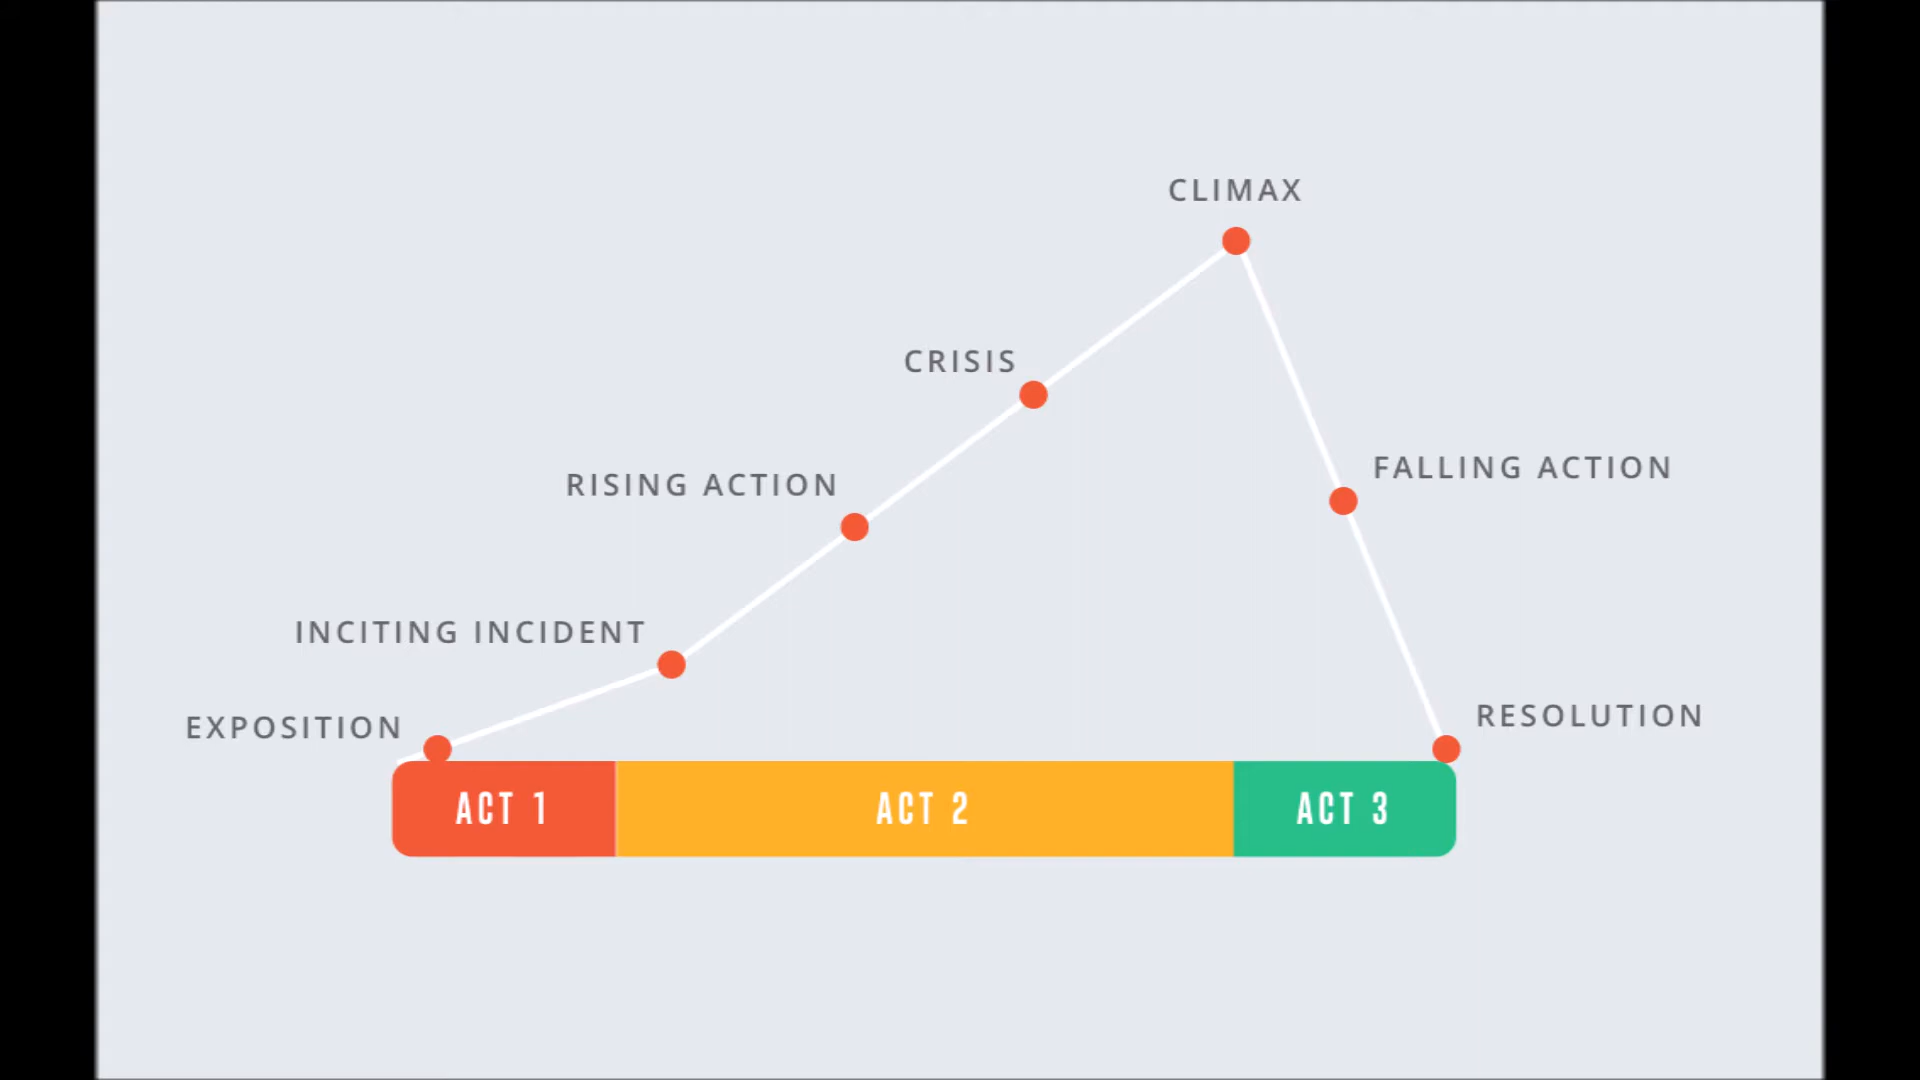 CLIMAX
CRISIS
FALLING ACTION
RISING ACTION
INCITING INCIDENT
RESOLUTION
EXPOSITION
ACT 1
ACT 2
ACT 3